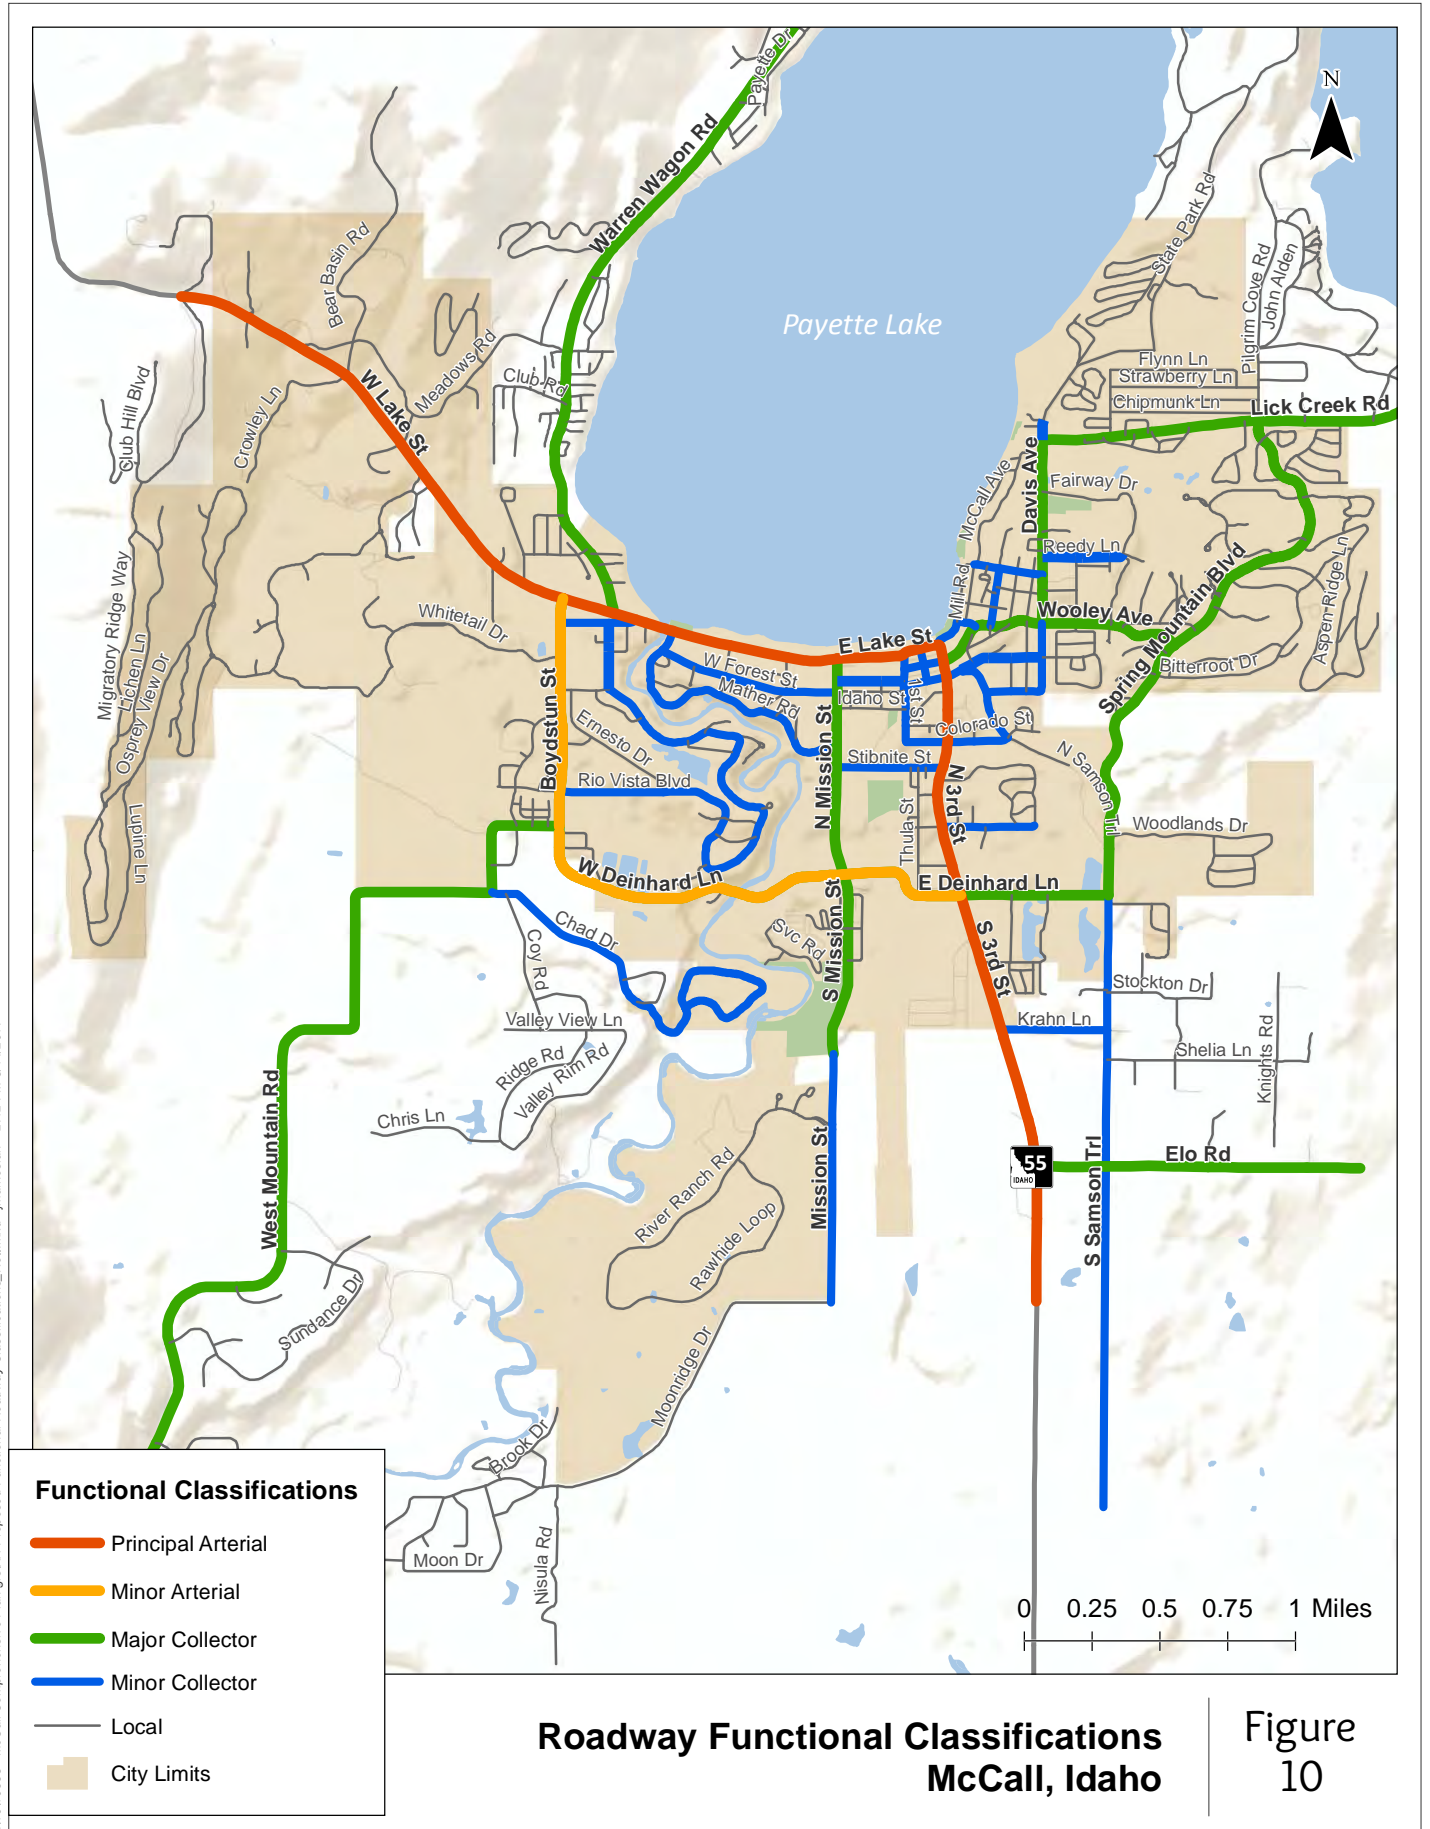 N
Payette Dr
Warren Wagon Rd
State Park Rd
Bear Basin Rd
Pilgrim Cove Rd
John Alden
Payette Lake
Meadows Rd
Flynn Ln
Strawberry Ln
Chipmunk Ln
Lick Creek Rd
Club Rd
W Lake St
Crowley Ln
Club Hill Blvd
McCall Ave
Davis Ave
Fairway Dr
Reedy Ln
Spring Mountain Blvd
Aspen Ridge Ln
Mill Rd
Wooley Ave
Bitterroot Dr
Migratory Ridge Way
Lichen Ln
Osprey View Dr
Lupine Ln
Whitetail Dr
E Lake St
W Forest St
Mather Rd
Idaho St
1st St
Colorado St
Boydstun St
Ernesto Dr
Rio Vista Blvd
N Mission St
Stibnite St
N 3rd St
Thula St
N Samson Trl
Woodlands Dr
W Deinhard Ln
E Deinhard Ln
Chad Dr
Coy Rd
Svc Rd
S Mission St
S 3rd St
Stockton Dr
Krahn Ln
Shelia Ln
Knights Rd
Valley View Ln
Ridge Rd
Valley Rim Rd
Chris Ln
West Mountain Rd
Sundance Dr
River Ranch Rd
Rawhide Loop
Mission St
55
IDAHO
Elo Rd
S Samson Trl
Moonridge Dr
Brook Dr
Moon Dr
Nisula Rd
0 0.25 0.5 0.75 1 Miles
Functional Classifications
Principal Arterial
Minor Arterial
Major Collector
Minor Collector
Local
City Limits
Roadway Functional Classifications
McCall, Idaho
Figure
10